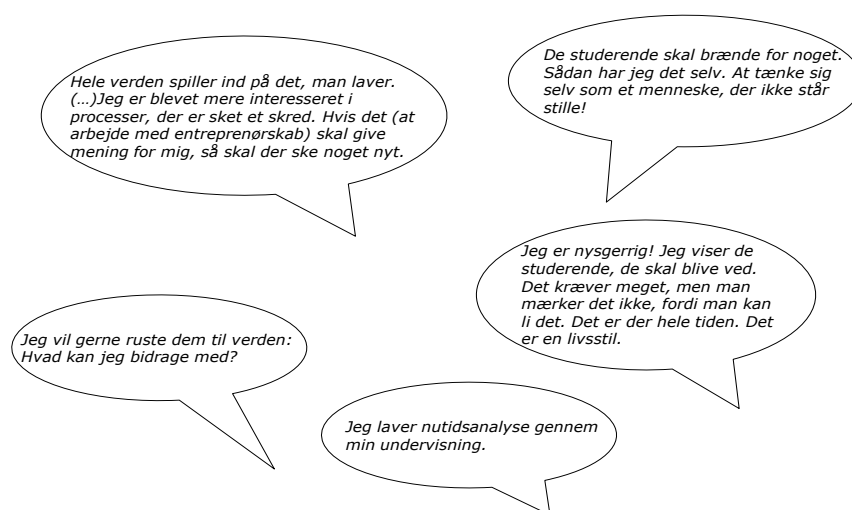 Hele verden spiller ind på det, man laver.
(…)Jeg er blevet mere interesseret i
processer, der er sket et skred. Hvis det (at
arbejde med entreprenørskab) skal give
mening for mig, så skal der ske noget nyt.
De studerende skal brænde for noget.
Sådan har jeg det selv. At tænke sig
selv som et menneske, der ikke står
stille!
Jeg er nysgerrig! Jeg viser de
studerende, de skal blive ved.
Det kræver meget, men man
mærker det ikke, fordi man kan
li det. Det er der hele tiden. Det
er en livsstil.
Jeg vil gerne ruste dem til verden:
Hvad kan jeg bidrage med?
Jeg laver nutidsanalyse gennem
min undervisning.